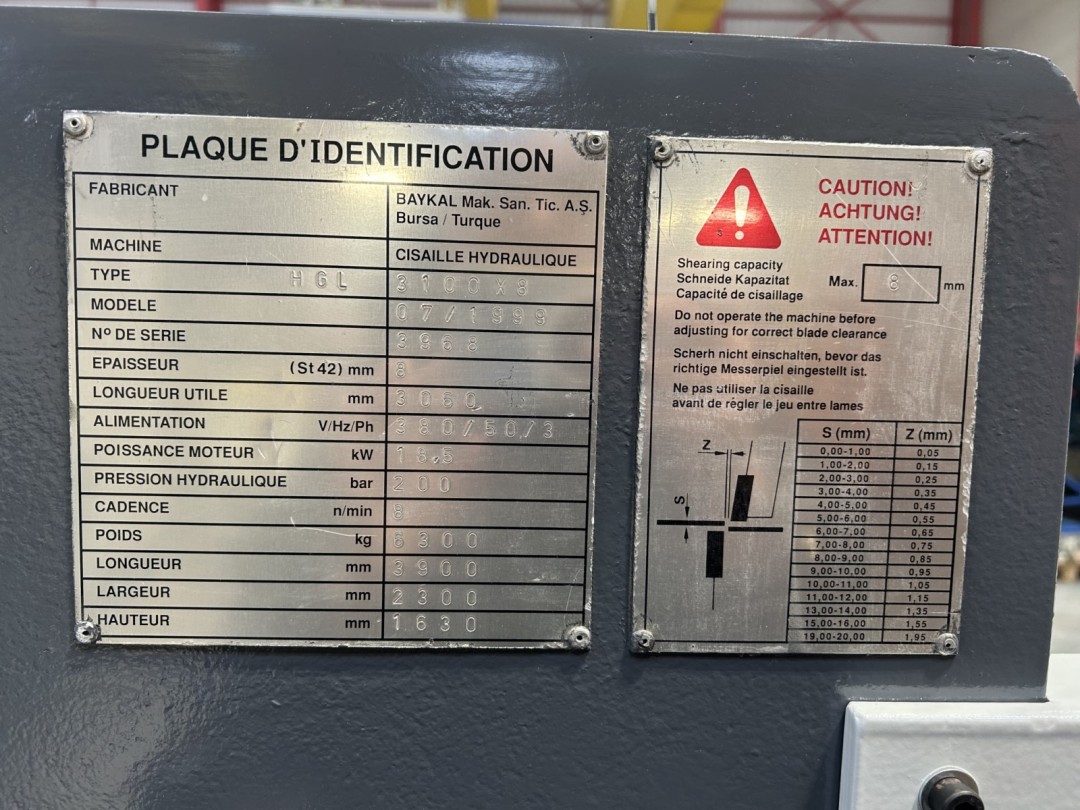 PLAQUE D'IDENTIFICATION
FABRICANT BAYKAL Mak. San. Tic. A.Ş.
Bursa / Turque
MACHINE CISAILLE HYDRAULIQUE
TYPE HGL 3100x8
MODELE 07/1999
Nº DE SERIE 3968
EPAISSEUR (St42) mm 8
LONGUEUR UTILE mm 3060
ALIMENTATION V/Hz/Ph 380/50/3
POISSANCE MOTEUR kW 18,5
PRESSION HYDRAULIQUE bar 200
CADENCE n/min 8
POIDS kg 6300
LONGUEUR mm 3900
LARGEUR mm 2300
HAUTEUR mm 1630
CAUTION!
ACHTUNG!
ATTENTION!
Shearing capacity
Schneide Kapazitat
Capacité de cisaillage
Max. 8 mm
Do not operate the machine before
adjusting for correct blade clearance
Scherh nicht einschalten, bevor das
richtige Messerpiel eingestellt ist.
Ne pas utiliser la cisaille
avant de régler le jeu entre lames
Z
S
S (mm) Z (mm)
0,00-1,00 0,05
1,00-2,00 0,15
2,00-3,00 0,25
3,00-4,00 0,35
4,00-5,00 0,45
5,00-6,00 0,55
6,00-7,00 0,65
7,00-8,00 0,75
8,00-9,00 0,85
9,00-10,00 0,95
10,00-11,00 1,05
11,00-12,00 1,15
13,00-14,00 1,35
15,00-16,00 1,55
19,00-20,00 1,95